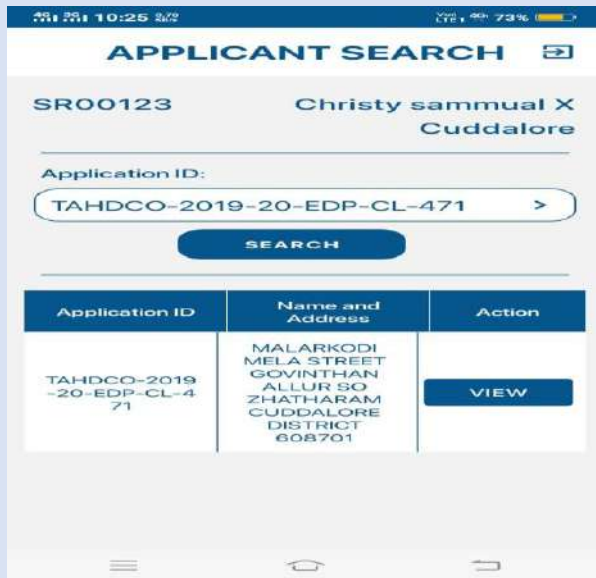 10:25
73%
APPLICANT SEARCH
SR00123
Christy sammual X
Cuddalore
Application ID:
TAHDCO-2019-20-EDP-CL-471 >
SEARCH
Application ID
Name and
Address
Action
TAHDCO-2019
-20-EDP-CL-4
71
MALARKODI
MELA STREET
GOVINTHAN
ALLUR SO
ZHATHARAM
CUDDALORE
DISTRICT
608701
VIEW